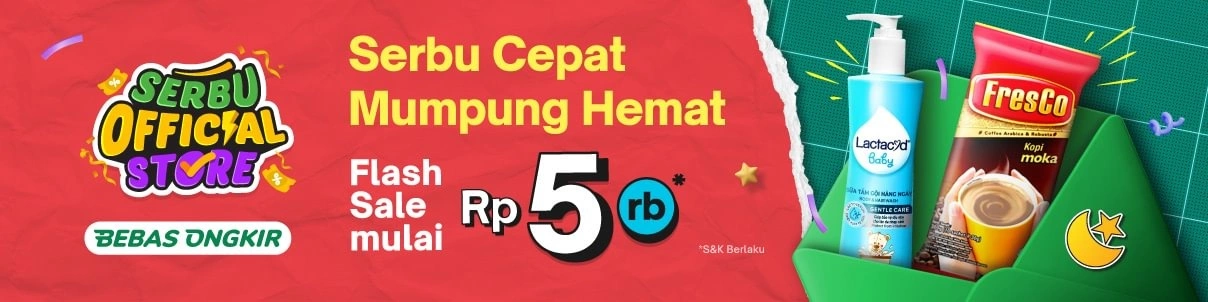 SERBU
OFFICIAL
STORE
BEBAS ONGKIR
Serbu Cepat
Mumpung Hemat
Flash
Sale
mulai
Rp 5 rb*
*S&K Berlaku
Lactacyd
Baby
GENTLE CARE
FresCo
Coffee Arabica & Robusta
Kopi
moka